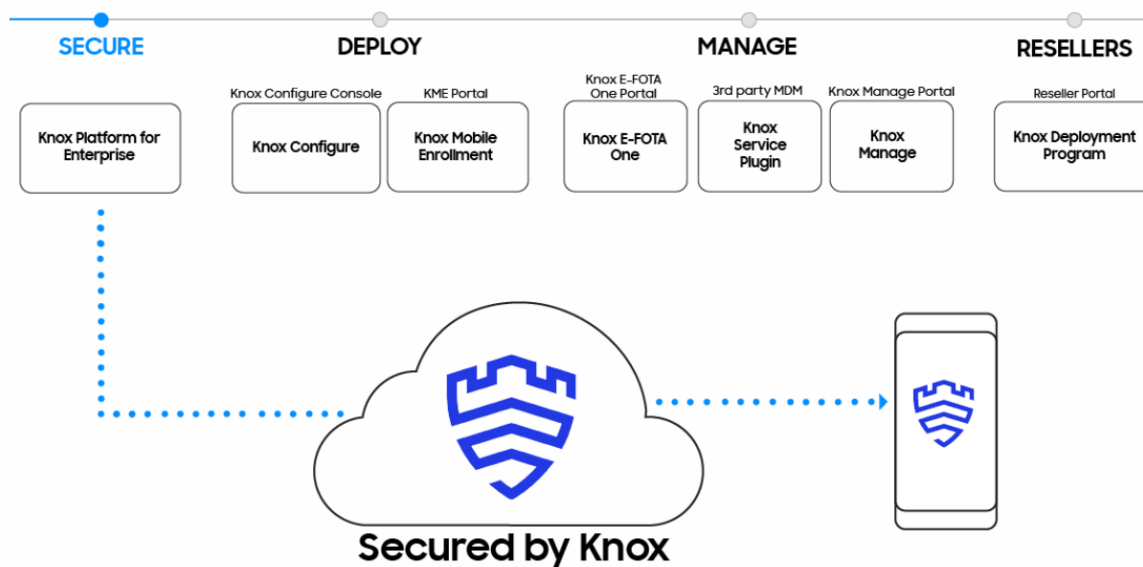 SECURE
DEPLOY
MANAGE
RESELLERS
Knox Configure Console
KME Portal
Knox E-FOTA
One Portal
3rd party MDM
Knox Manage Portal
Reseller Portal
Knox Platform for
Enterprise
Knox Configure
Knox Mobile
Enrollment
Knox E-FOTA
One
Knox
Service
Plugin
Knox
Manage
Knox Deployment
Program
Secured by Knox